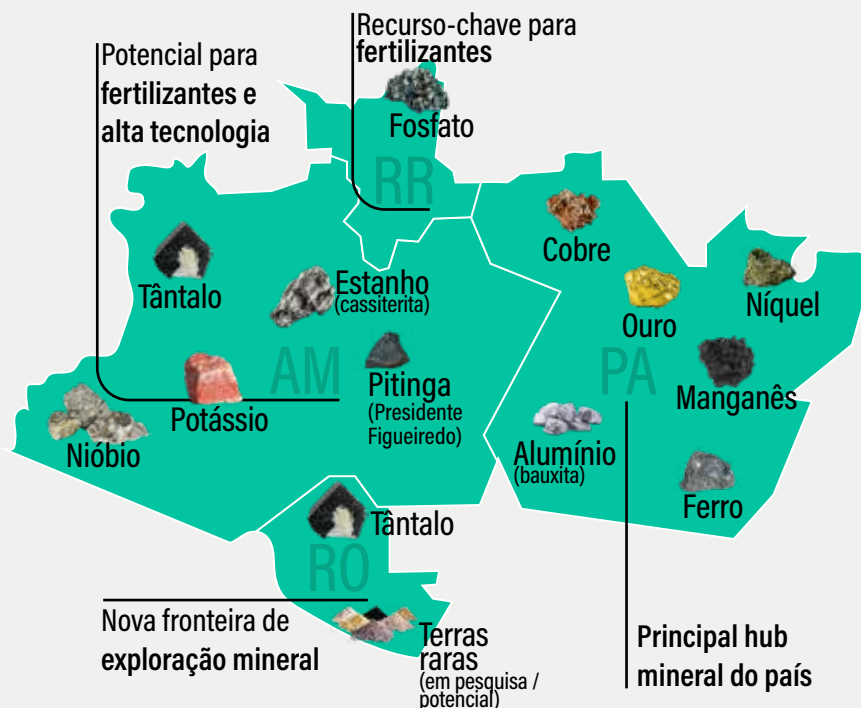 Potencial para
fertilizantes e
alta tecnologia
Recurso-chave para
fertilizantes
Fosfato
RR
Tântalo
Estanho
(cassiterita)
AM
Pitinga
(Presidente
Figueiredo)
Potássio
Nióbio
Cobre
Ouro
Níquel
PA
Manganês
Alumínio
(bauxita)
Ferro
Tântalo
RO
Terras
raras
(em pesquisa /
potencial)
Nova fronteira de
exploração mineral
Principal hub
mineral do país